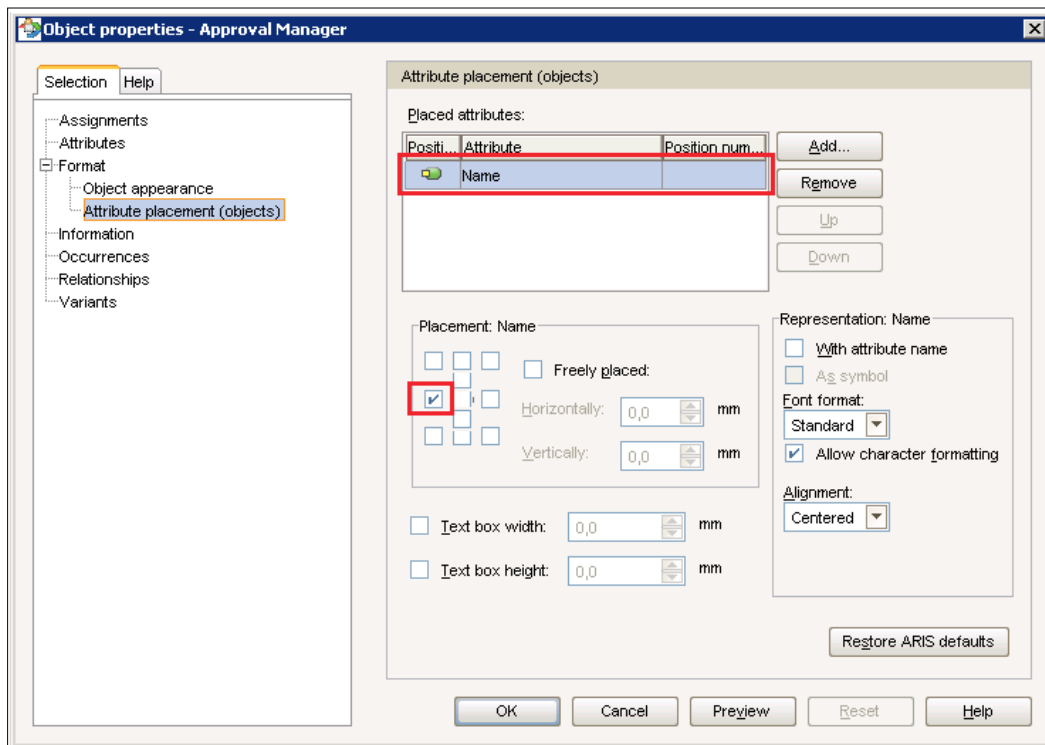 Object properties - Approval Manager
Selection
Help
Assignments
Attributes
Format
Object appearance
Attribute placement (objects)
Information
Occurrences
Relationships
Variants
Attribute placement (objects)
Placed attributes:
Positi... Attribute Position num...
Name
Add...
Remove
Up
Down
Placement: Name
Freely placed:
Horizontally: 0,0 mm
Vertically: 0,0 mm
Text box width: 0,0 mm
Text box height: 0,0 mm
Representation: Name
With attribute name
As symbol
Font format:
Standard
Allow character formatting
Alignment:
Centered
Restore ARIS defaults
OK Cancel Preview Reset Help